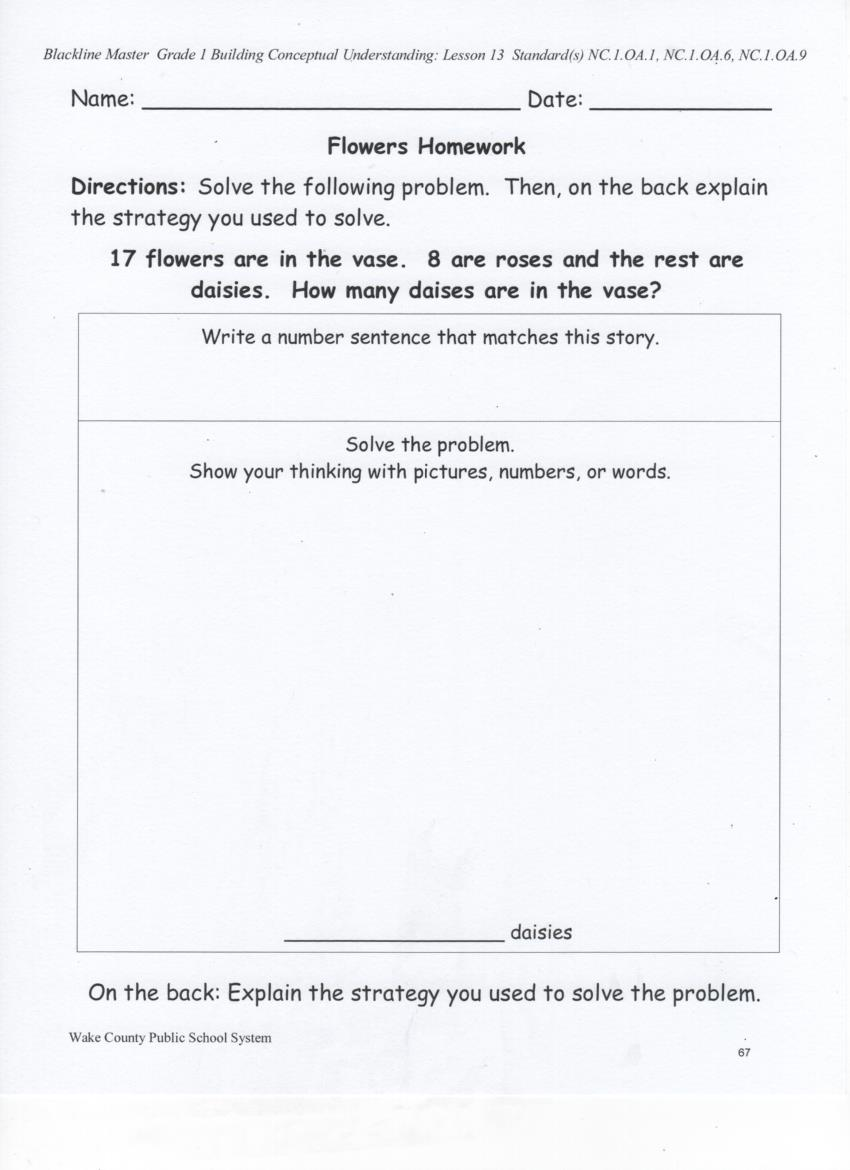 Blackline Master Grade 1 Building Conceptual Understanding: Lesson 13 Standard(s) NC.1.OA.1, NC.1.OA.6, NC.1.OA.9
Name: ____________________ Date: ____________________
Flowers Homework
Directions: Solve the following problem. Then, on the back explain
the strategy you used to solve.
17 flowers are in the vase. 8 are roses and the rest are
daisies. How many daises are in the vase?
Write a number sentence that matches this story.
Solve the problem.
Show your thinking with pictures, numbers, or words.
____________________ daisies
On the back: Explain the strategy you used to solve the problem.
Wake County Public School System
67